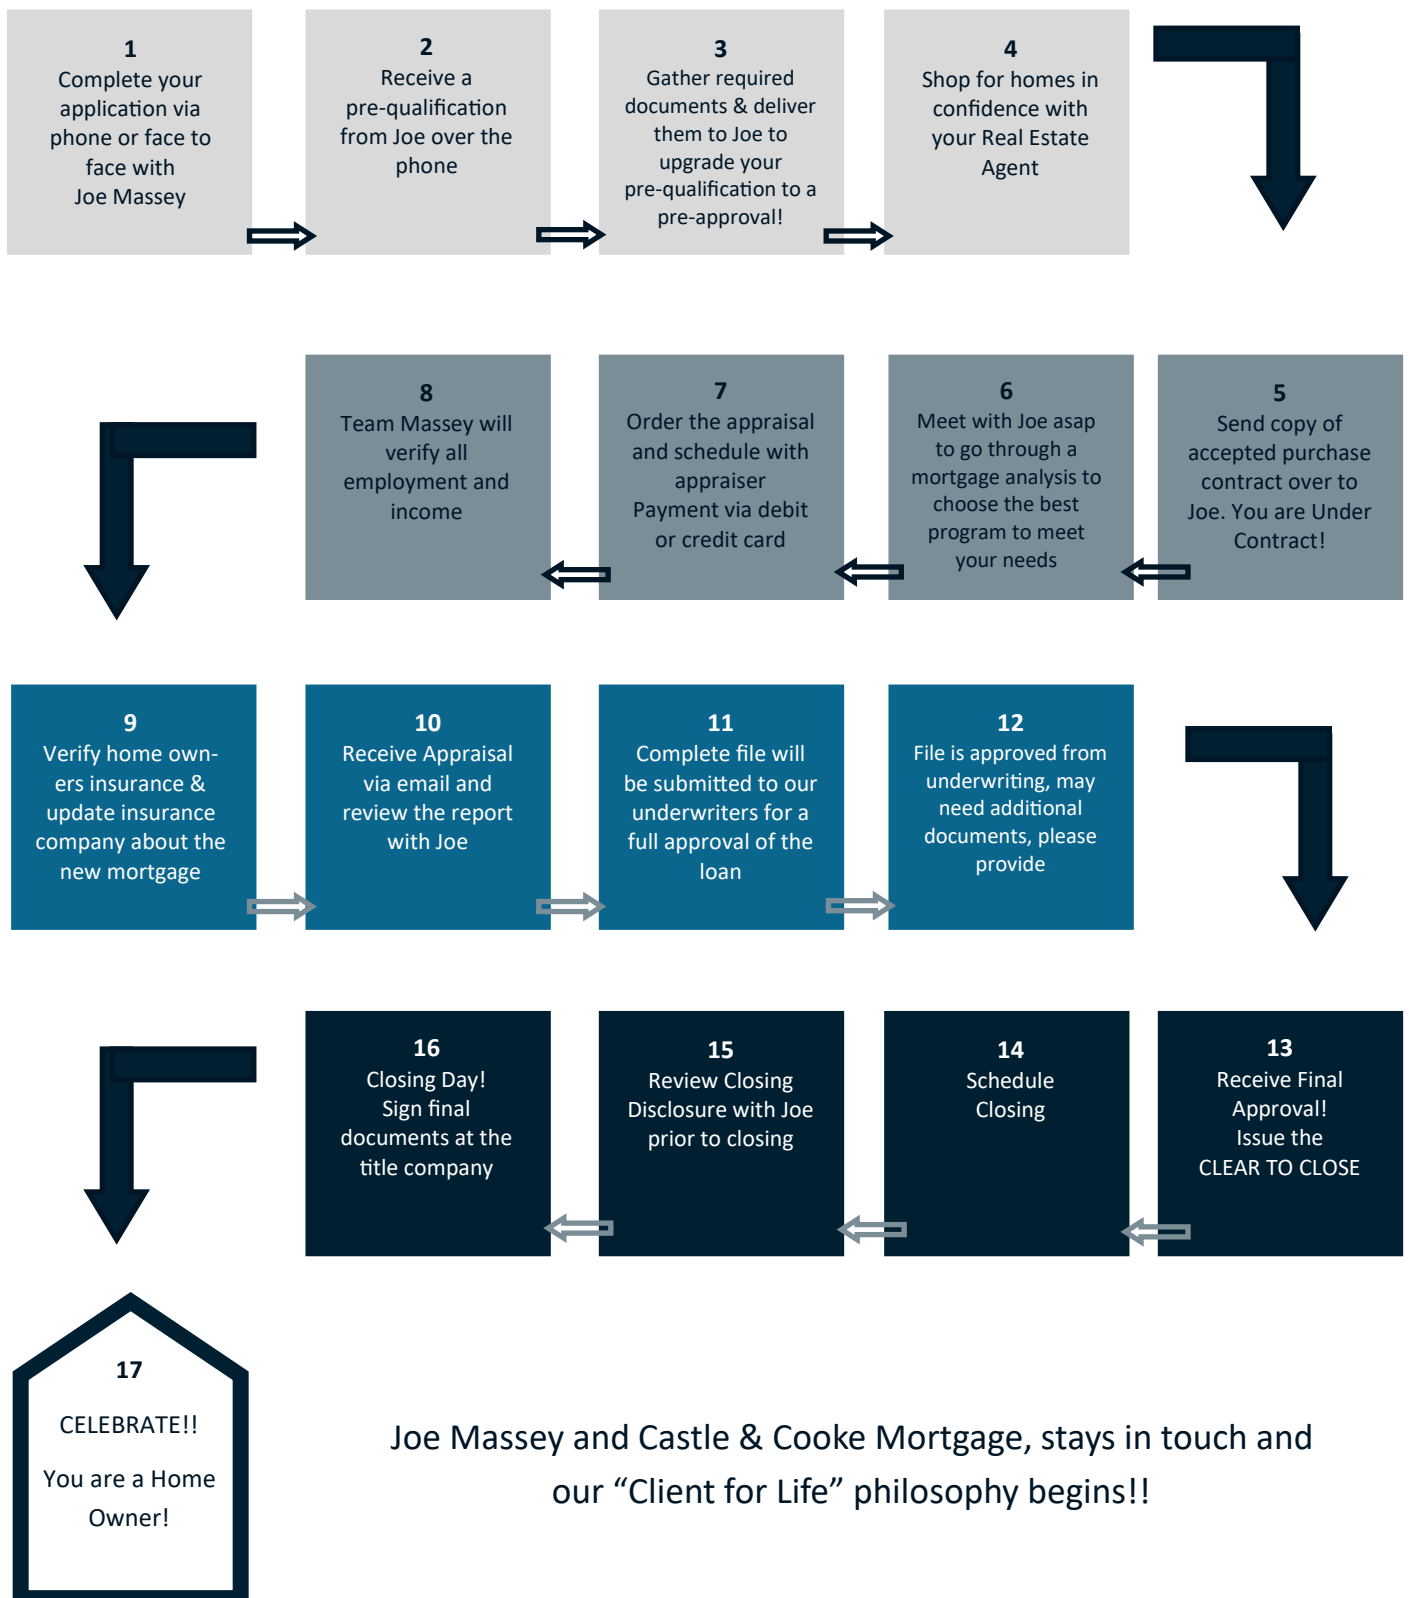 1
Complete your
application via
phone or face to
face with
Joe Massey
2
Receive a
pre-qualification
from Joe over the
phone
3
Gather required
documents & deliver
them to Joe to
upgrade your
pre-qualification to a
pre-approval!
4
Shop for homes in
confidence with
your Real Estate
Agent
5
Send copy of
accepted purchase
contract over to
Joe. You are Under
Contract!
6
Meet with Joe asap
to go through a
mortgage analysis to
choose the best
program to meet
your needs
7
Order the appraisal
and schedule with
appraiser
Payment via debit
or credit card
8
Team Massey will
verify all
employment and
income
9
Verify home own-
ers insurance &
update insurance
company about the
new mortgage
10
Receive Appraisal
via email and
review the report
with Joe
11
Complete file will
be submitted to our
underwriters for a
full approval of the
loan
12
File is approved from
underwriting, may
need additional
documents, please
provide
13
Receive Final
Approval!
Issue the
CLEAR TO CLOSE
14
Schedule
Closing
15
Review Closing
Disclosure with Joe
prior to closing
16
Closing Day!
Sign final
documents at the
title company
17
CELEBRATE!!
You are a Home
Owner!
Joe Massey and Castle & Cooke Mortgage, stays in touch and
our “Client for Life” philosophy begins!!